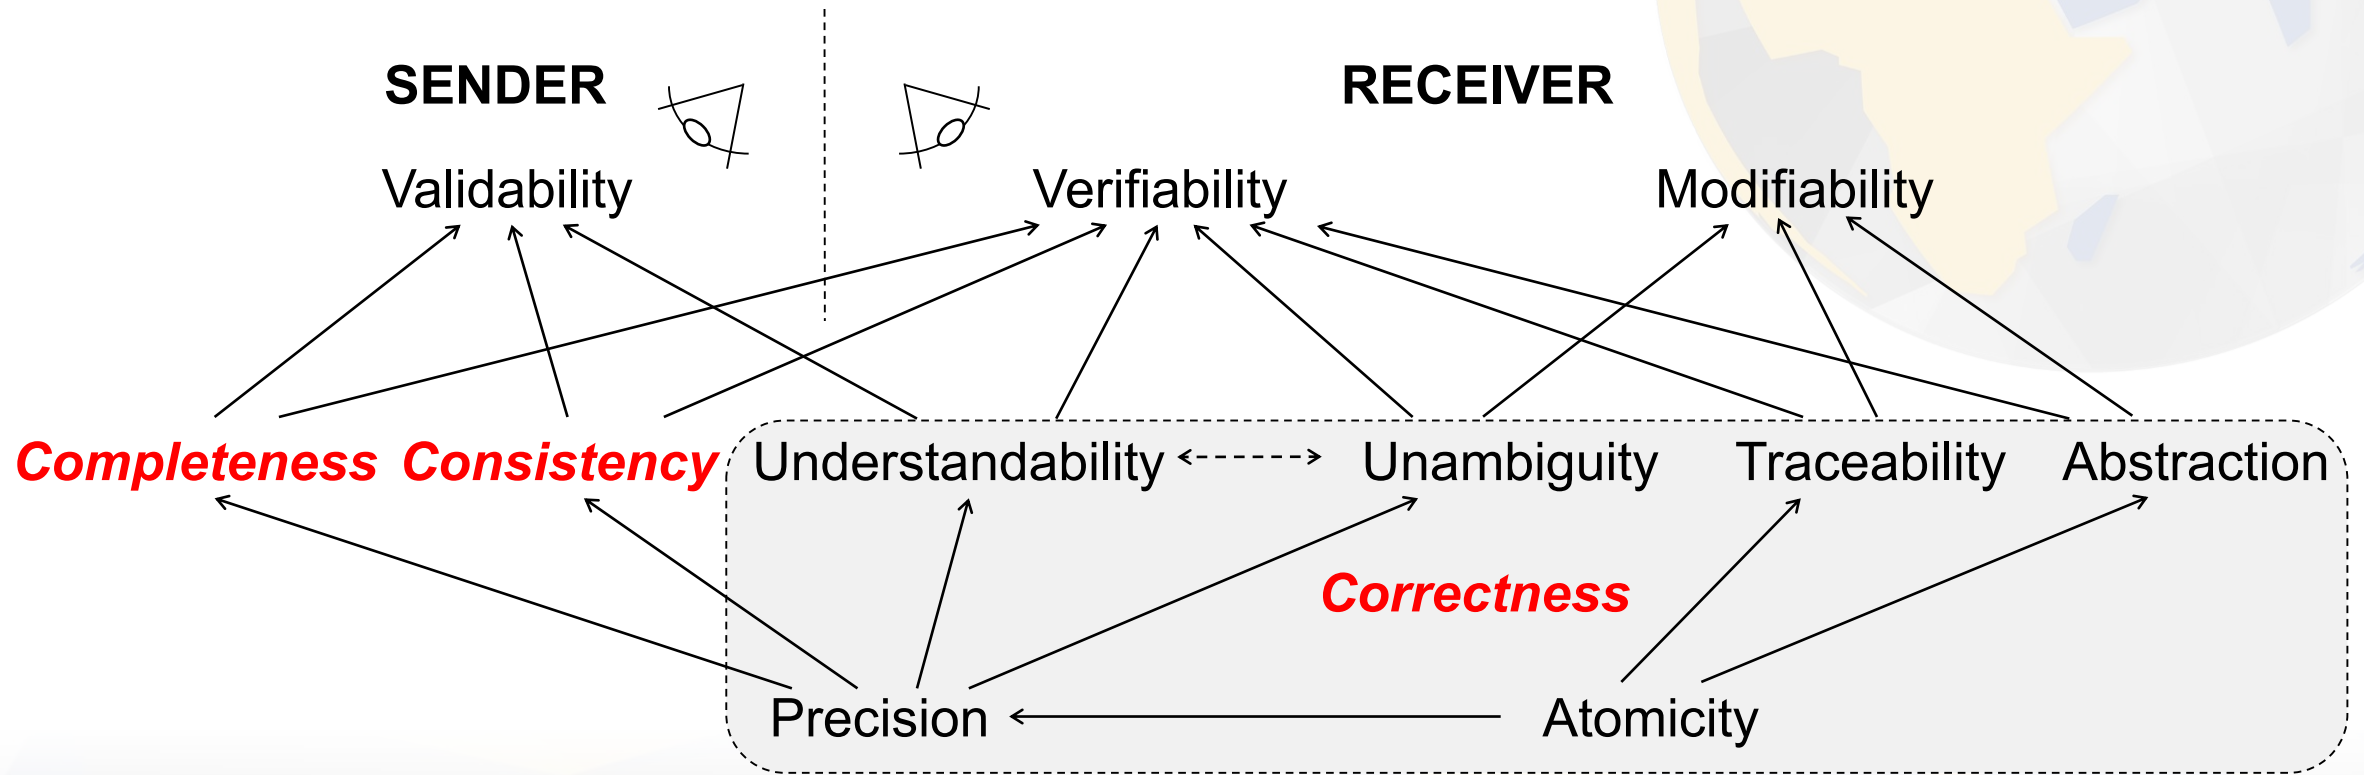 SENDER RECEIVER
Validability Verifiability Modifiability
Completeness Consistency Understandability Unambiguity Traceability Abstraction
Correctness
Precision Atomicity